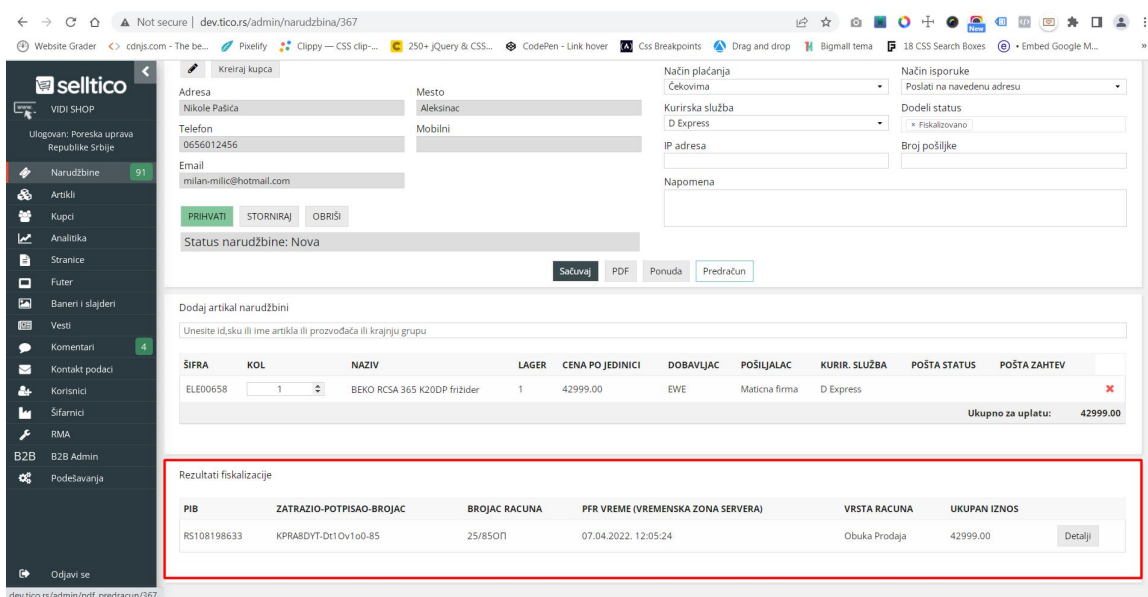 Not secure | dev.tico.rs/admin/narudzbina/367
New
Website Grader <> cdnjs.com - The be... Pixelify Clippy — CSS clip-... 250+ jQuery & CSS... CodePen - Link hover Css Breakpoints Drag and drop Bigmall tema 18 CSS Search Boxes • Embed Google M... »
selltico
VIDI SHOP
Ulogovan: Poreska uprava
Republike Srbije
Narudžbine 91
Artikli
Kupci
Analitika
Stranice
Futer
Baneri i slajderi
Vesti
Komentari 4
Kontakt podaci
Korisnici
Šifarnici
RMA
B2B B2B Admin
Podešavanja
Odjavi se
dev.tico.rs/admin/pdf_predracun/367
Kreiraj kupca
Adresa Mesto
Nikole Pašića Aleksinac
Telefon Mobilni
0656012456
Email
milan-milic@hotmail.com
PRIHVATI STORNIRAJ OBRIŠI
Status narudžbine: Nova
Način plaćanja Način isporuke
Čekovima Poslati na navedenu adresu
Kurirska služba Dodeli status
D Express × Fiskalizovano
IP adresa Broj pošiljke
Napomena
Sačuvaj PDF Ponuda Predračun
Dodaj artikal narudžbini
Unesite id,sku ili ime artikla ili prozvođača ili krajnju grupu
ŠIFRA KOL NAZIV LAGER CENA PO JEDINICI DOBAVLJAC POŠILJALAC KURIR. SLUŽBA POŠTA STATUS POŠTA ZAHTEV
ELE00658 1 BEKO RCSA 365 K20DP frižider 1 42999.00 EWE Maticna firma D Express
Ukupno za uplatu: 42999.00
Rezultati fiskalizacije
PIB ZATRAZIO-POTPISAO-BROJAC BROJAC RACUNA PFR VREME (VREMENSKA ZONA SERVERA) VRSTA RACUNA UKUPAN IZNOS
RS108198633 KPRA8DYT-Dt1Ov1o0-85 25/85ОП 07.04.2022. 12:05:24 Obuka Prodaja 42999.00 Detalji